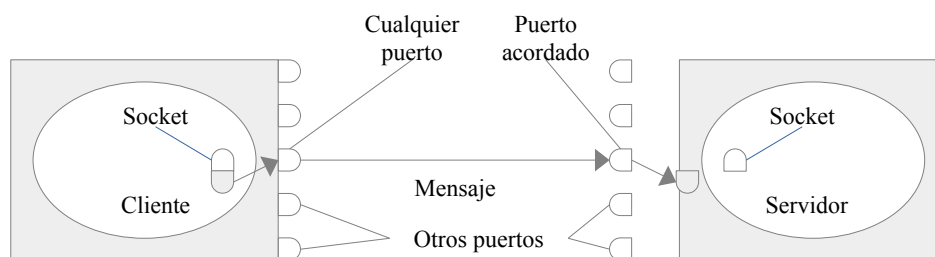 Cualquier
puerto
Puerto
acordado
Socket
Socket
Mensaje
Cliente
Servidor
Otros puertos